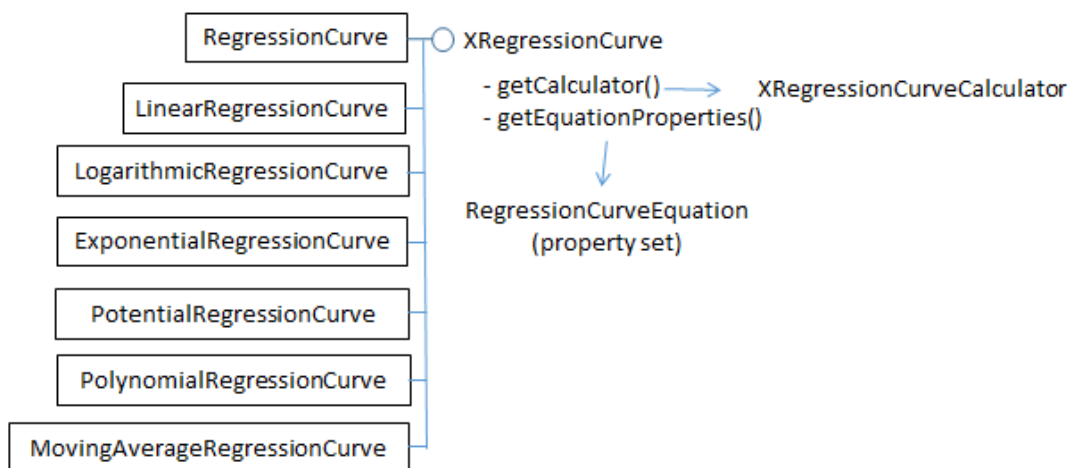 RegressionCurve
XRegressionCurve
- getCalculator()
XRegressionCurveCalculator
- getEquationProperties()
RegressionCurveEquation
(property set)
LinearRegressionCurve
LogarithmicRegressionCurve
ExponentialRegressionCurve
PotentialRegressionCurve
PolynomialRegressionCurve
MovingAverageRegressionCurve